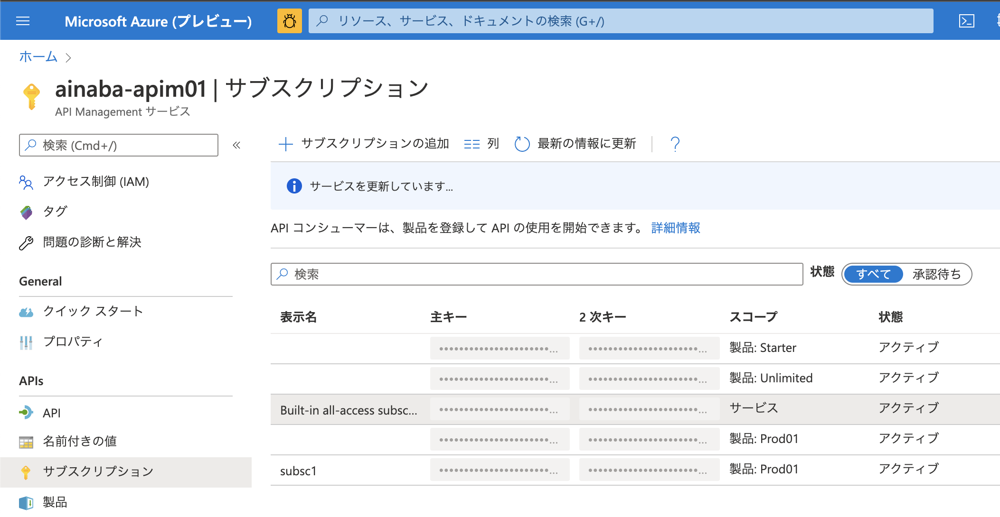 Microsoft Azure (プレビュー)
リソース、サービス、ドキュメントの検索 (G+/)
ホーム
ainaba-apim01 | サブスクリプション
API Management サービス
検索 (Cmd+/)
アクセス制御 (IAM)
タグ
問題の診断と解決
General
クイック スタート
プロパティ
APIs
API
名前付きの値
サブスクリプション
製品
サブスクリプションの追加 列 最新の情報に更新
サービスを更新しています...
API コンシューマーは、製品を登録して API の使用を開始できます。 詳細情報
検索 状態 すべて 承認待ち
表示名 主キー 2 次キー スコープ 状態
••••••••••••••••••••••... ••••••••••••••••••••••... 製品: Starter アクティブ
••••••••••••••••••••••... ••••••••••••••••••••••... 製品: Unlimited アクティブ
Built-in all-access subsc... ••••••••••••••••••••••... ••••••••••••••••••••••... サービス アクティブ
••••••••••••••••••••••... ••••••••••••••••••••••... 製品: Prod01 アクティブ
subsc1 ••••••••••••••••••••••... ••••••••••••••••••••••... 製品: Prod01 アクティブ